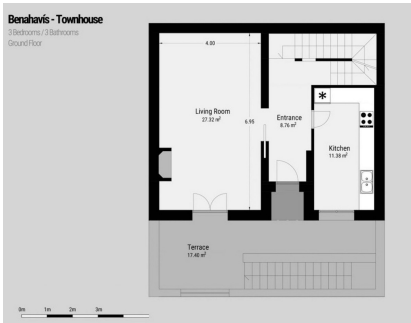 Benahavís - Townhouse
3 Bedrooms / 3 Bathrooms
Ground Floor
4.00
Living Room
27.32 m²
6.95
Entrance
8.76 m²
*
Kitchen
11.38 m²
Terrace
17.40 m²
0m 1m 2m 3m